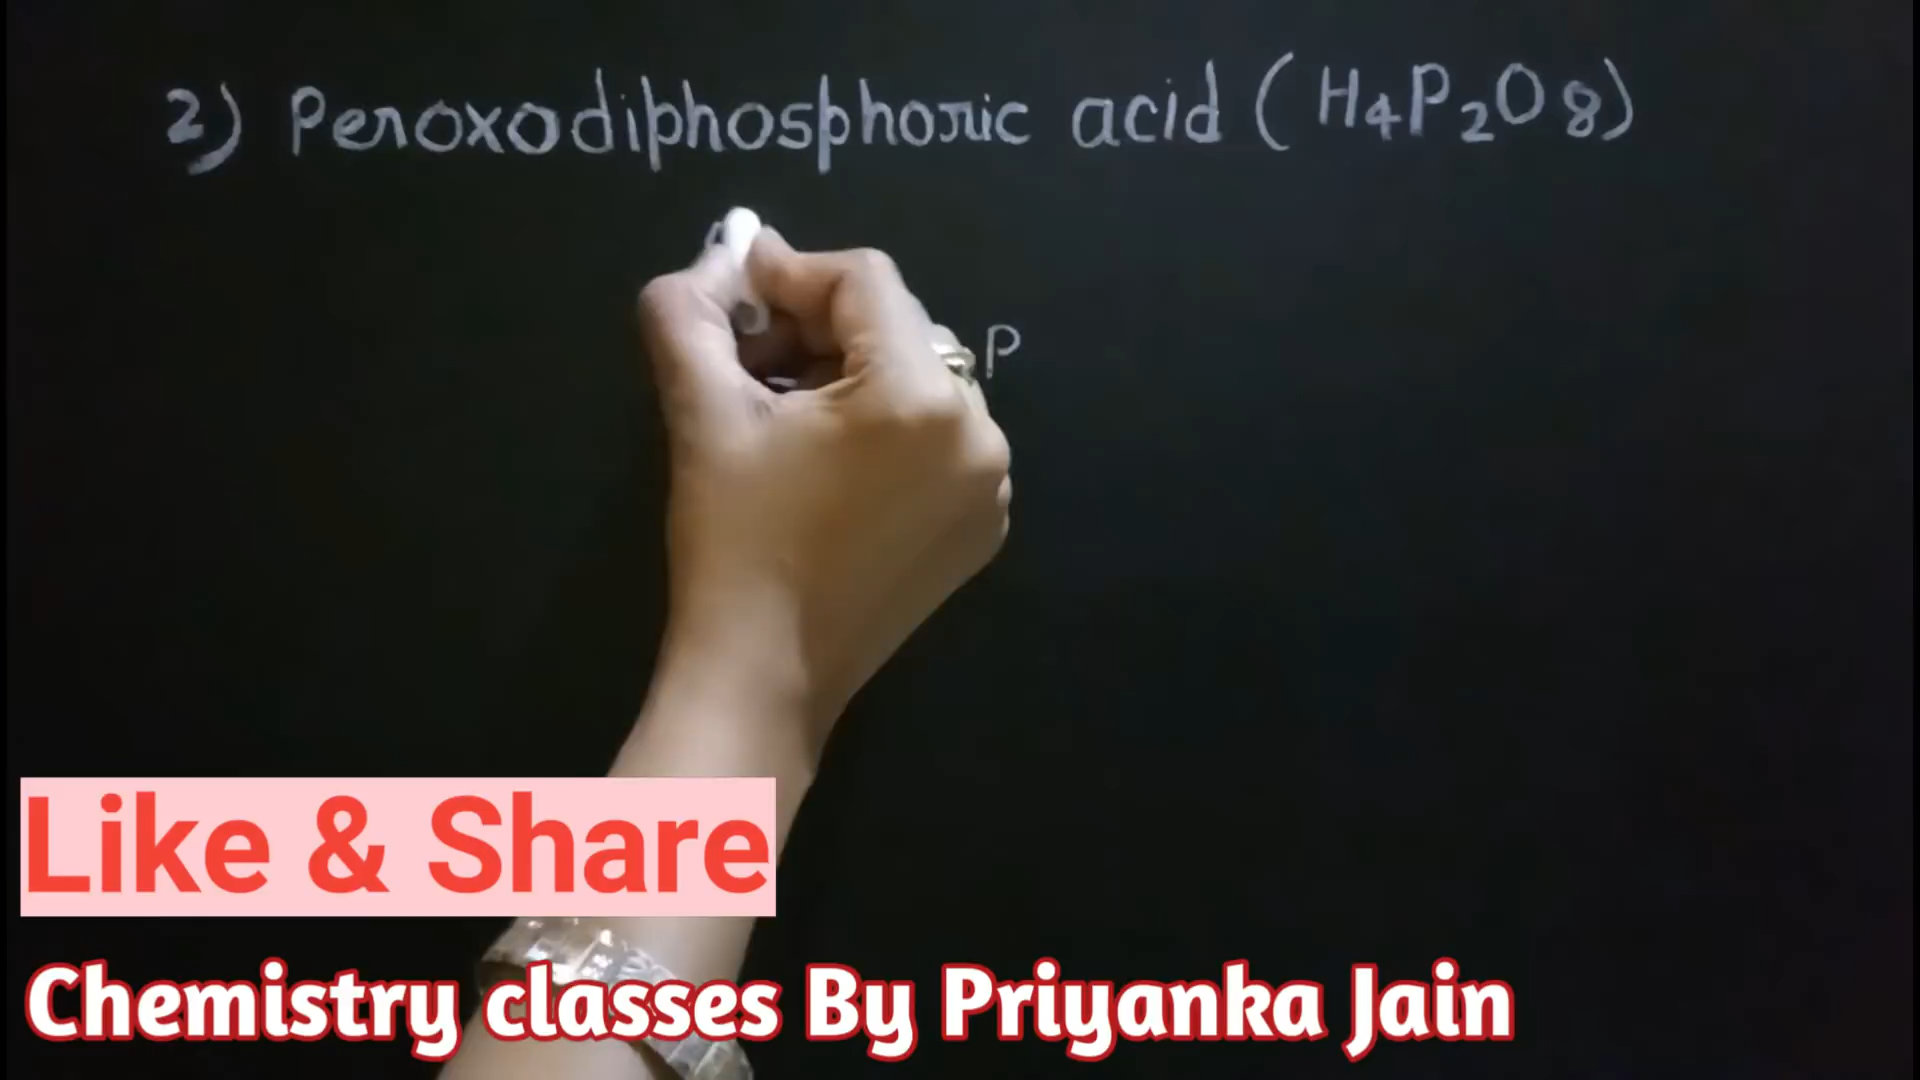 2) Peroxodiphosphoric acid (H4P2O8)
P
Like & Share
Chemistry classes By Priyanka Jain